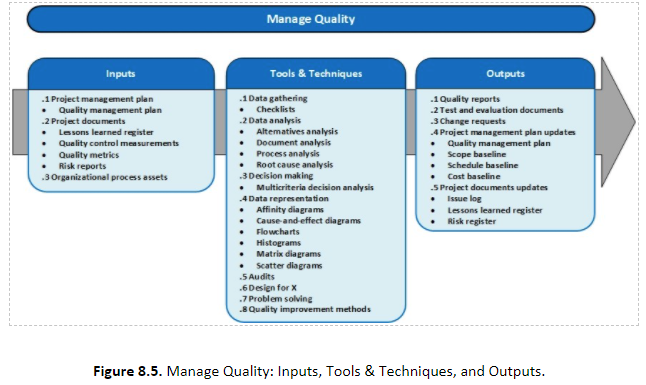 Manage Quality
Inputs
.1 Project management plan
• Quality management plan
.2 Project documents
• Lessons learned register
• Quality control measurements
• Quality metrics
• Risk reports
.3 Organizational process assets
Tools & Techniques
.1 Data gathering
• Checklists
.2 Data analysis
• Alternatives analysis
• Document analysis
• Process analysis
• Root cause analysis
.3 Decision making
• Multicriteria decision analysis
.4 Data representation
• Affinity diagrams
• Cause-and-effect diagrams
• Flowcharts
• Histograms
• Matrix diagrams
• Scatter diagrams
.5 Audits
.6 Design for X
.7 Problem solving
.8 Quality improvement methods
Outputs
.1 Quality reports
.2 Test and evaluation documents
.3 Change requests
.4 Project management plan updates
• Quality management plan
• Scope baseline
• Schedule baseline
• Cost baseline
.5 Project documents updates
• Issue log
• Lessons learned register
• Risk register
Figure 8.5. Manage Quality: Inputs, Tools & Techniques, and Outputs.